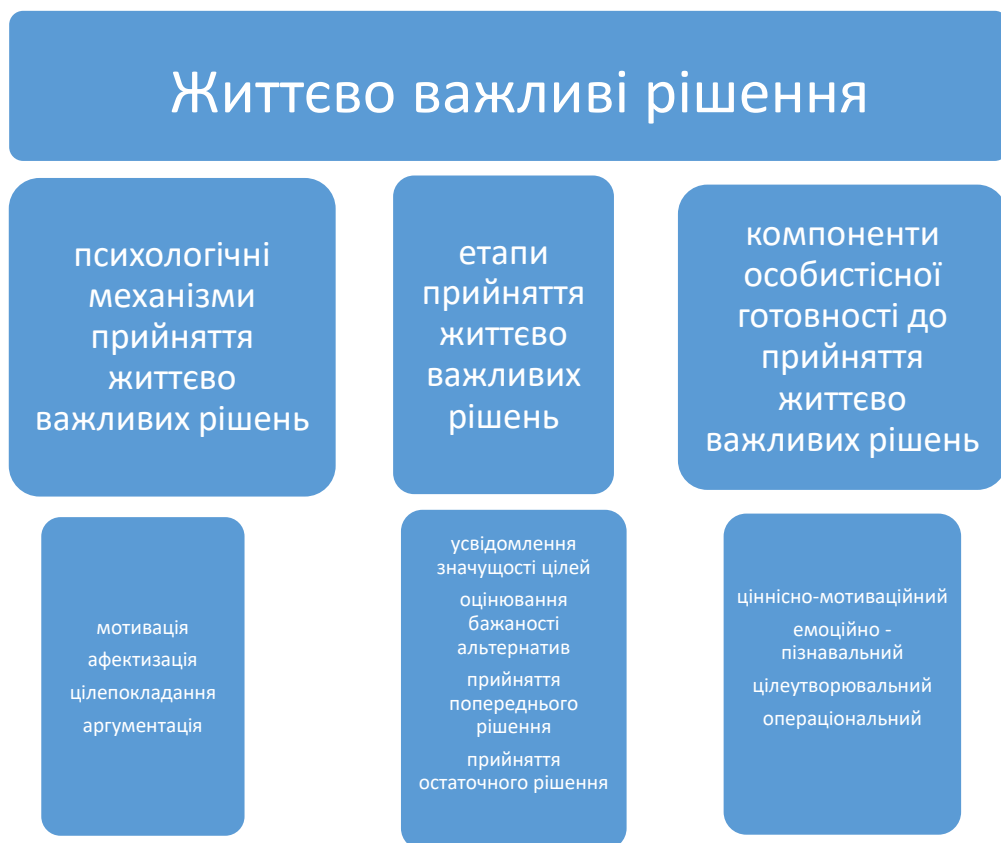 Життєво важливі рішення
психологічні
механізми
прийняття
життєво
важливих рішень
етапи
прийняття
життєво
важливих
рішень
компоненти
особистісної
готовності до
прийняття
життєво
важливих рішень
мотивація
афектизація
цілепокладання
аргументація
усвідомлення
значущості цілей
оцінювання
бажаності
альтернатив
прийняття
попереднього
рішення
прийняття
остаточного рішення
ціннісно-мотиваційний
емоційно -
пізнавальний
цілеутворювальний
операціональний